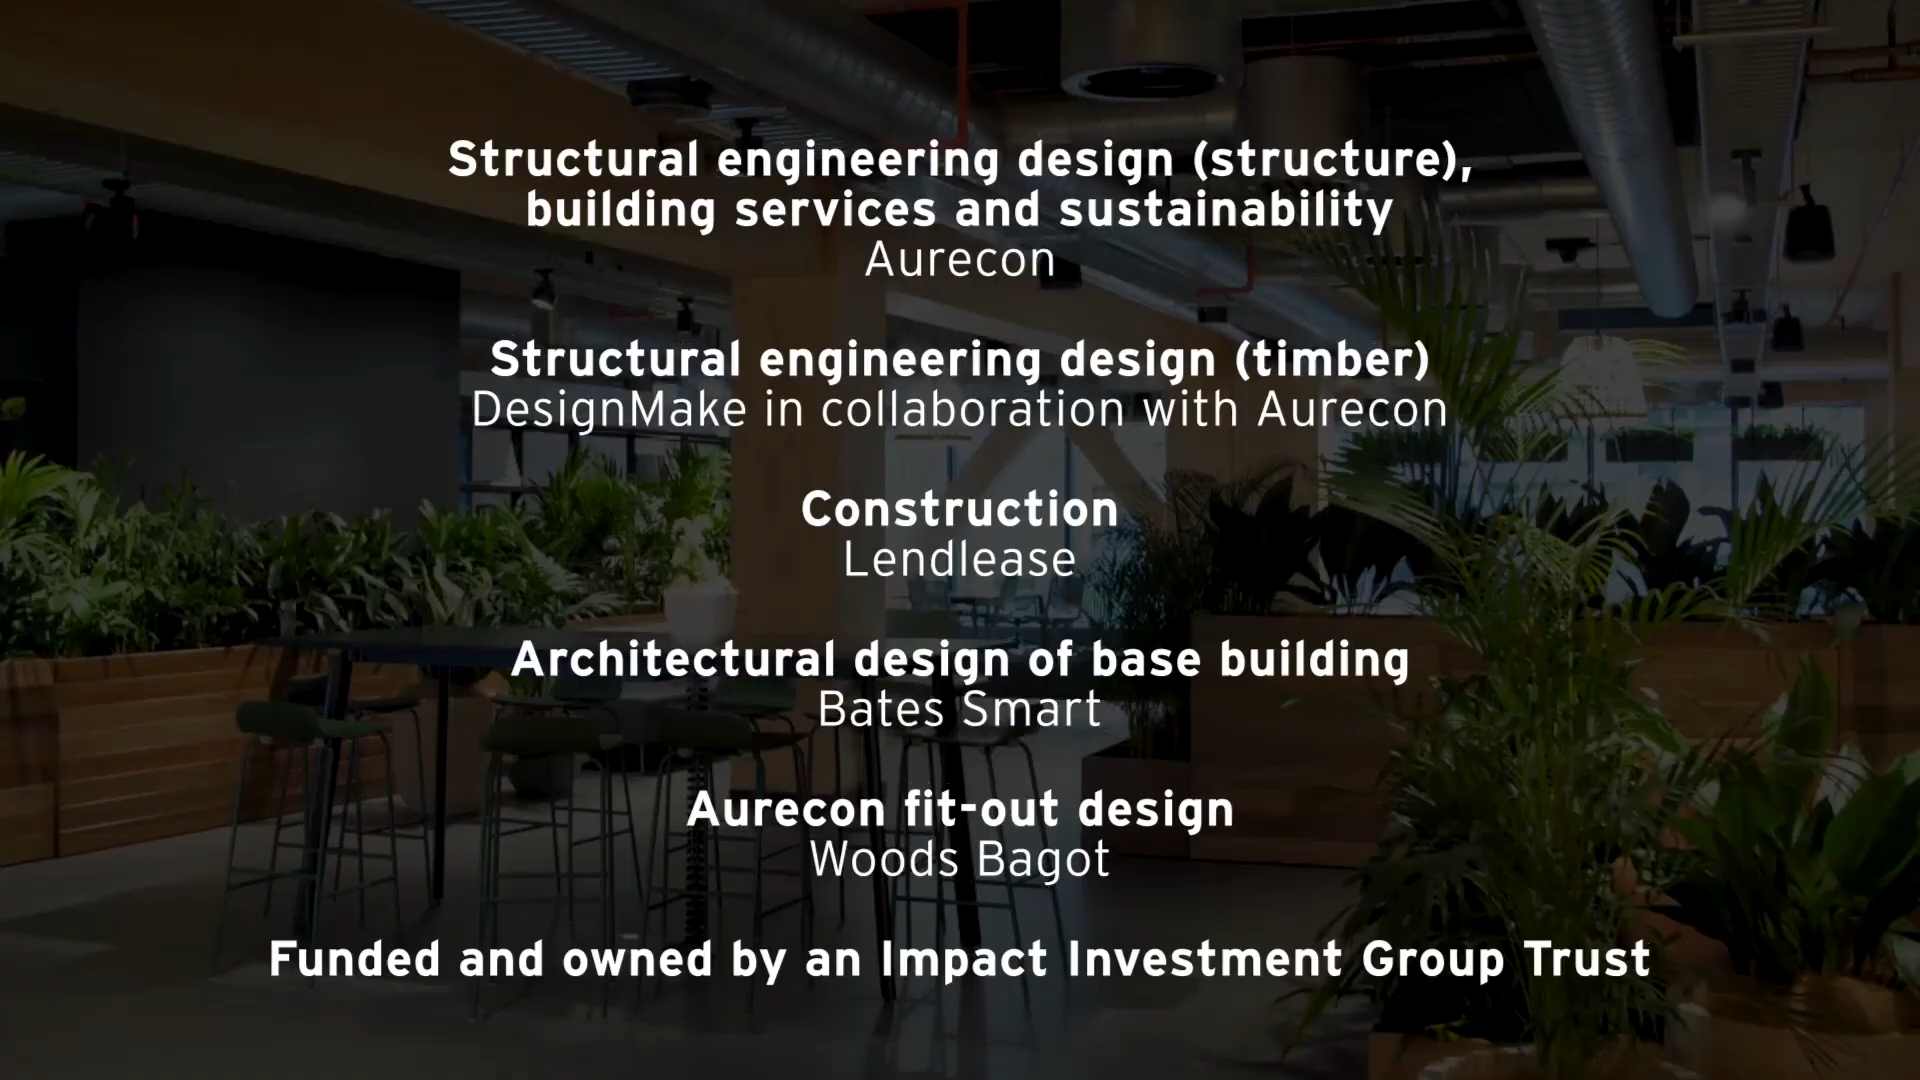 Structural engineering design (structure),
building services and sustainability
Aurecon
Structural engineering design (timber)
DesignMake in collaboration with Aurecon
Construction
Lendlease
Architectural design of base building
Bates Smart
Aurecon fit-out design
Woods Bagot
Funded and owned by an Impact Investment Group Trust